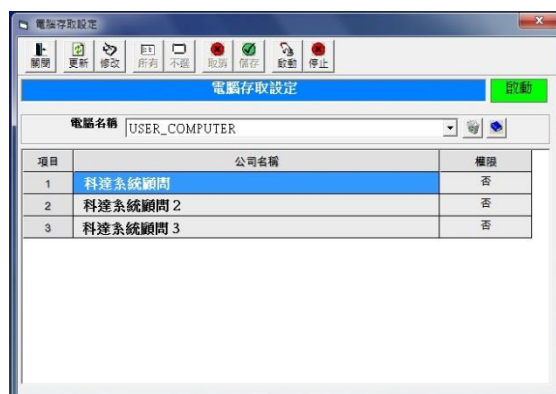 電腦存取設定
關閉 更新 修改 所有 不選 取消 儲存 啟動 停止
電腦存取設定 啟動
電腦名稱 USER_COMPUTER
項目 公司名稱 權限
1 科達系統顧問 否
2 科達系統顧問 2 否
3 科達系統顧問 3 否